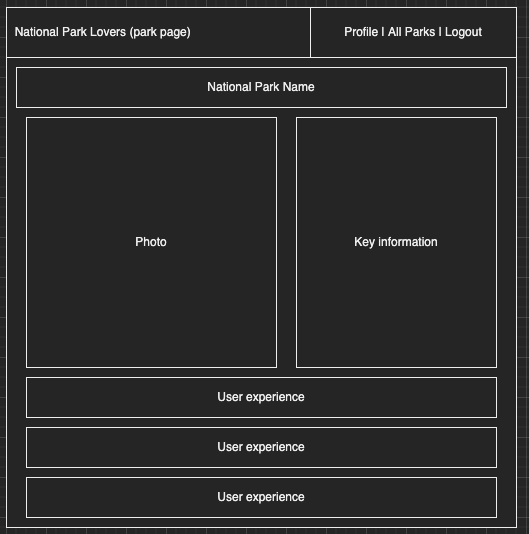 National Park Lovers (park page)
Profile | All Parks | Logout
National Park Name
Photo
Key information
User experience
User experience
User experience